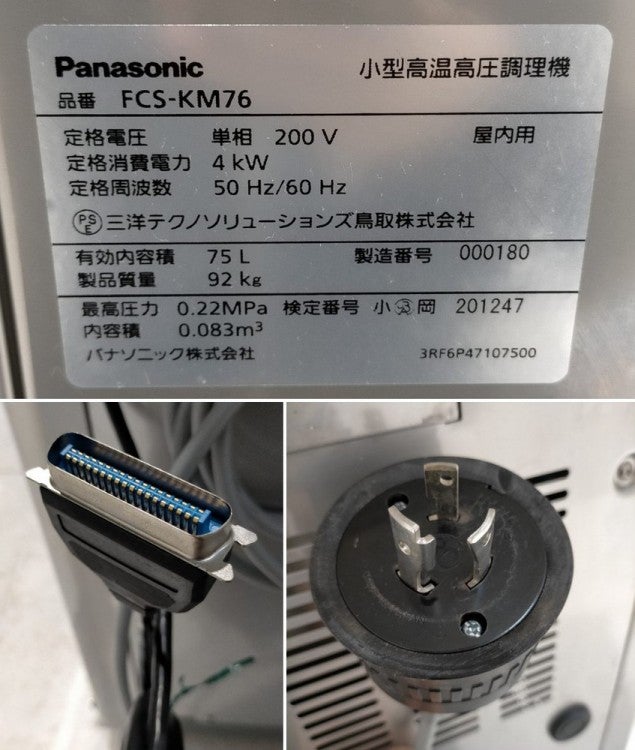 Panasonic 小型高温高圧調理機
品番 FCS-KM76
定格電圧 単相 200 V 屋内用
定格消費電力 4 kW
定格周波数 50 Hz/60 Hz
PSE 三洋テクノソリューションズ鳥取株式会社
有効内容積 75 L 製造番号 000180
製品質量 92 kg
最高圧力 0.22MPa 検定番号 小 岡 201247
内容積 0.083m³
パナソニック株式会社 3RF6P47107500